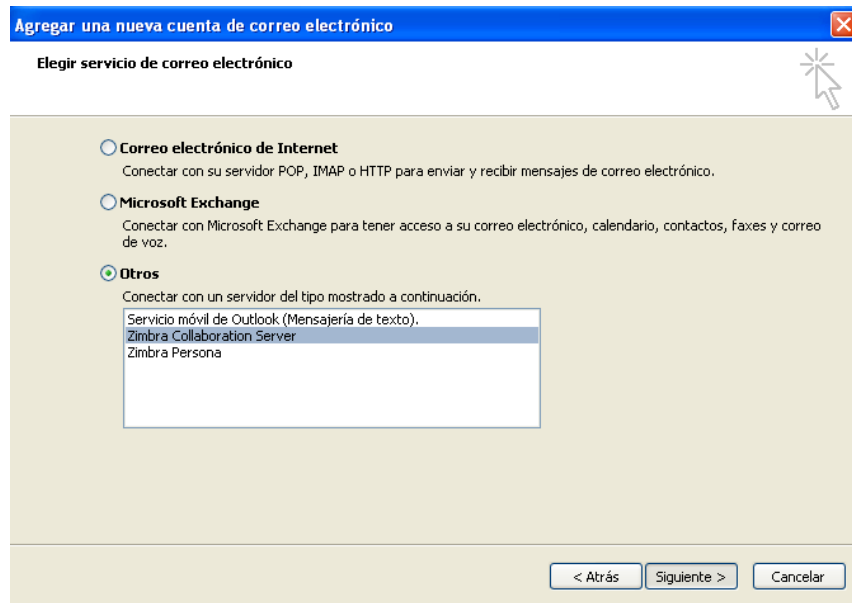 Agregar una nueva cuenta de correo electrónico
Elegir servicio de correo electrónico
Correo electrónico de Internet
Conectar con su servidor POP, IMAP o HTTP para enviar y recibir mensajes de correo electrónico.
Microsoft Exchange
Conectar con Microsoft Exchange para tener acceso a su correo electrónico, calendario, contactos, faxes y correo
de voz.
Otros
Conectar con un servidor del tipo mostrado a continuación.
Servicio móvil de Outlook (Mensajería de texto).
Zimbra Collaboration Server
Zimbra Persona
< Atrás Siguiente > Cancelar